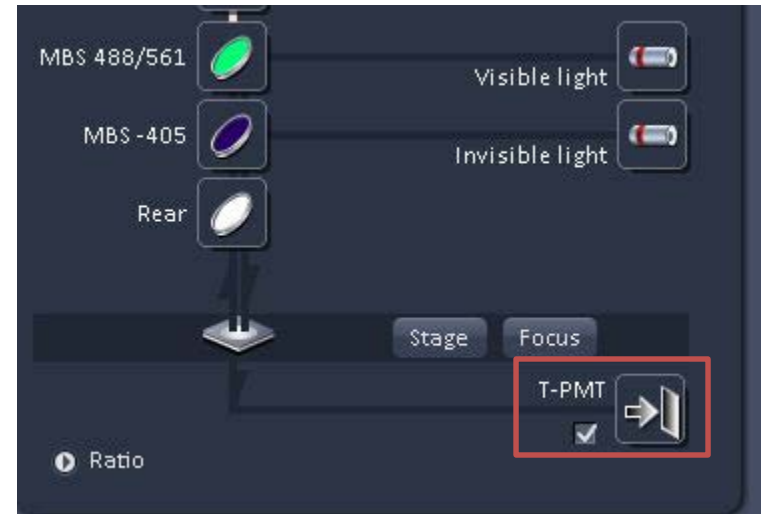 MBS 488/561
Visible light
MBS -405
Invisible light
Rear
Stage
Focus
T-PMT
Ratio